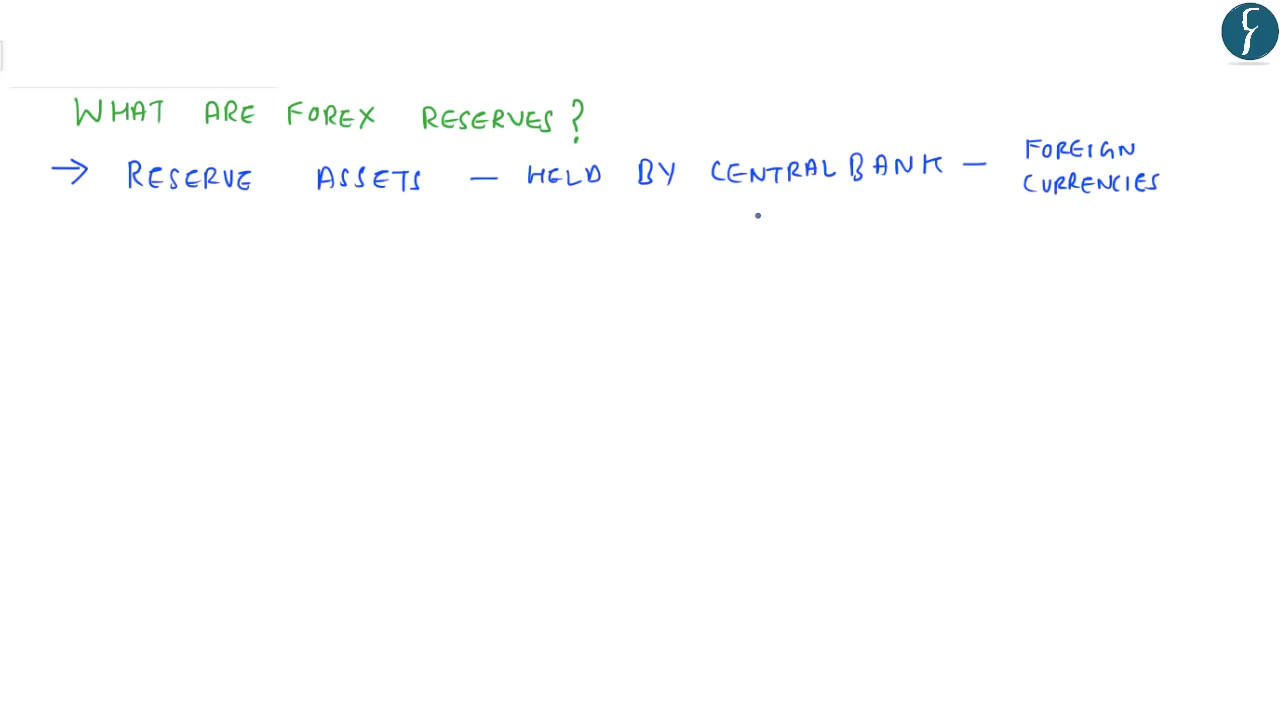 WHAT ARE FOREX RESERVES?
→ RESERVE ASSETS — HELD BY CENTRAL BANK — FOREIGN
CURRENCIES